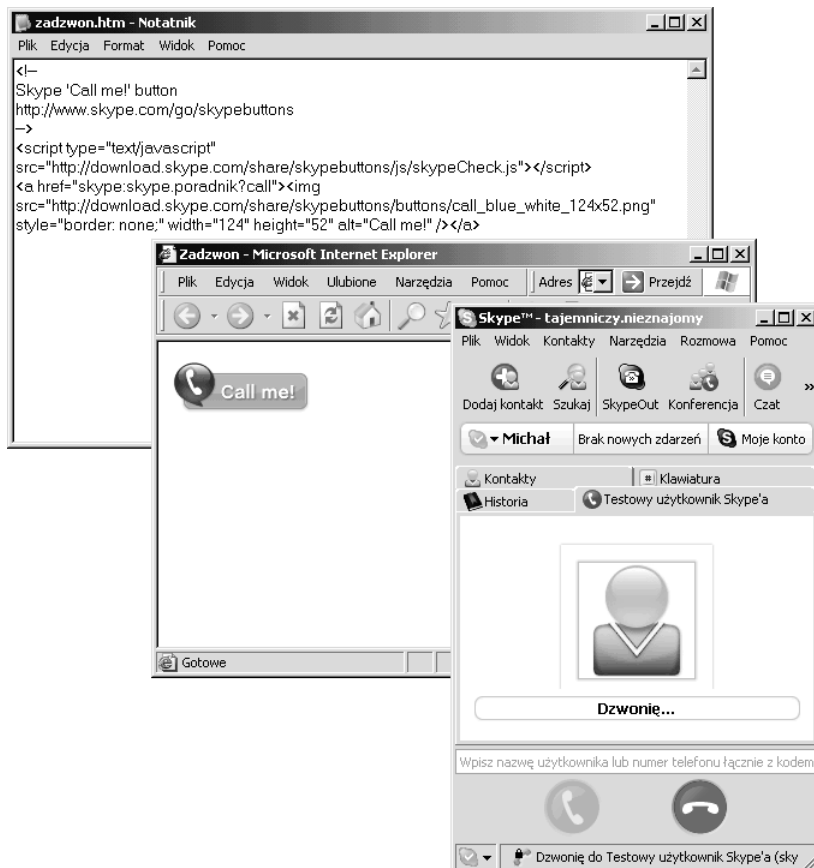 zadzwon.htm - Notatnik
Plik Edycja Format Widok Pomoc
<!–
Skype 'Call me!' button
http://www.skype.com/go/skypebuttons
–>
<script type="text/javascript"
src="http://download.skype.com/share/skypebuttons/js/skypeCheck.js"></script>
<a href="skype:skype.poradnik?call"><img
src="http://download.skype.com/share/skypebuttons/buttons/call_blue_white_124x52.png"
style="border: none;" width="124" height="52" alt="Call me!" /></a>
Zadzwon - Microsoft Internet Explorer
Plik Edycja Widok Ulubione Narzędzia Pomoc Adres Przejdź
Call me!
Gotowe
Skype™ - tajemniczy.nieznajomy
Plik Widok Kontakty Narzędzia Rozmowa Pomoc
Dodaj kontakt Szukaj SkypeOut Konferencja Czat »
Michał Brak nowych zdarzeń Moje konto
Kontakty Klawiatura
Historia Testowy użytkownik Skype'a
Dzwonię...
Wpisz nazwę użytkownika lub numer telefonu łącznie z kodem
Dzwonię do Testowy użytkownik Skype'a (sky